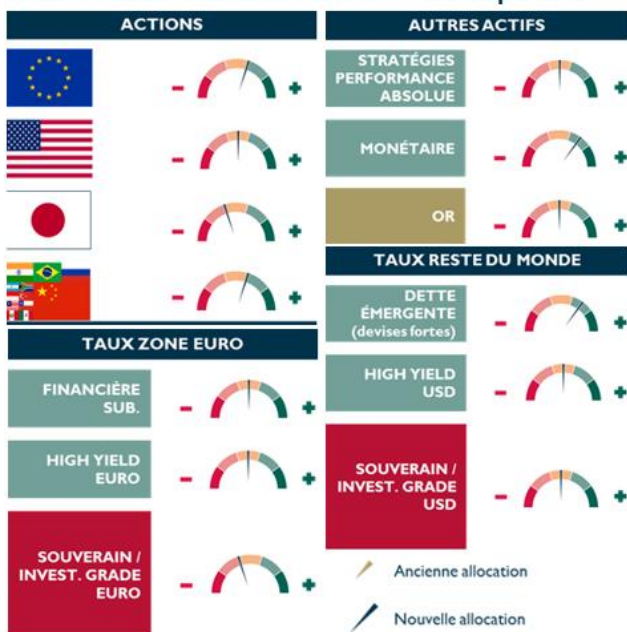 ACTIONS
- +
- +
- +
- +
TAUX ZONE EURO
FINANCIÈRE
SUB.
- +
HIGH YIELD
EURO
- +
SOUVERAIN /
INVEST. GRADE
EURO
- +
AUTRES ACTIFS
STRATÉGIES
PERFORMANCE
ABSOLUE
- +
MONÉTAIRE
- +
OR
- +
TAUX RESTE DU MONDE
DETTE
ÉMERGENTE
(devises fortes)
- +
HIGH YIELD
USD
- +
SOUVERAIN /
INVEST. GRADE
USD
- +
Ancienne allocation
Nouvelle allocation